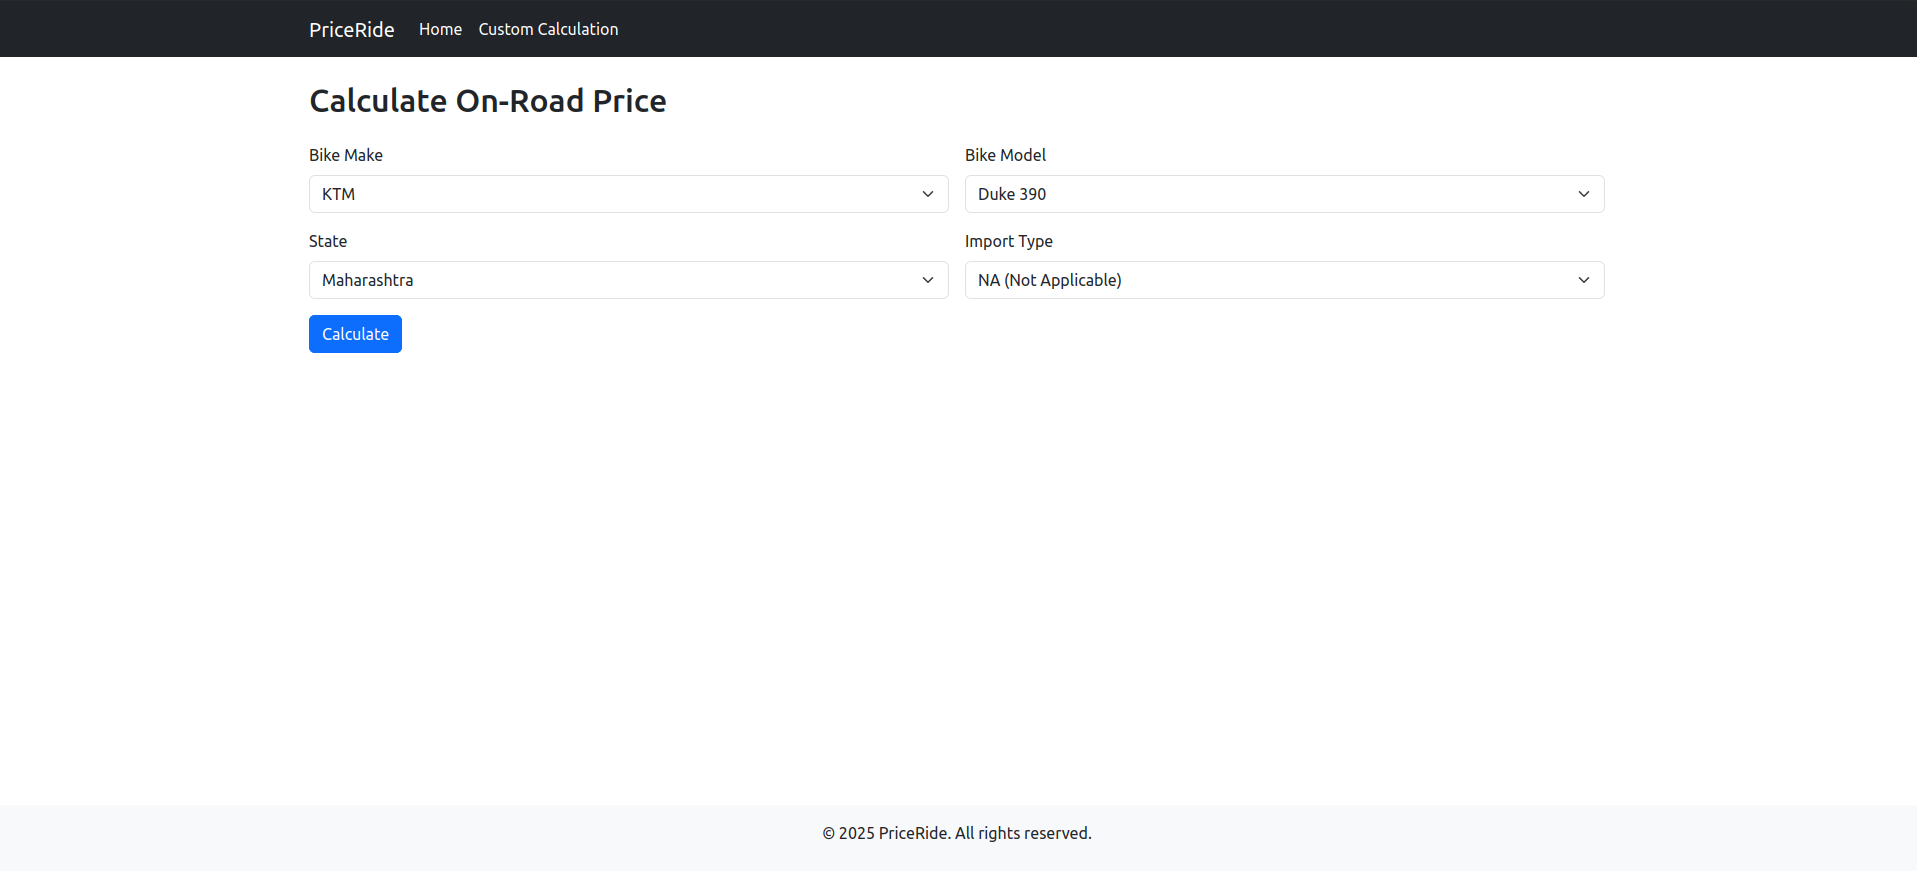 PriceRide Home Custom Calculation
Calculate On-Road Price
Bike Make
KTM
Bike Model
Duke 390
State
Maharashtra
Import Type
NA (Not Applicable)
Calculate
© 2025 PriceRide. All rights reserved.